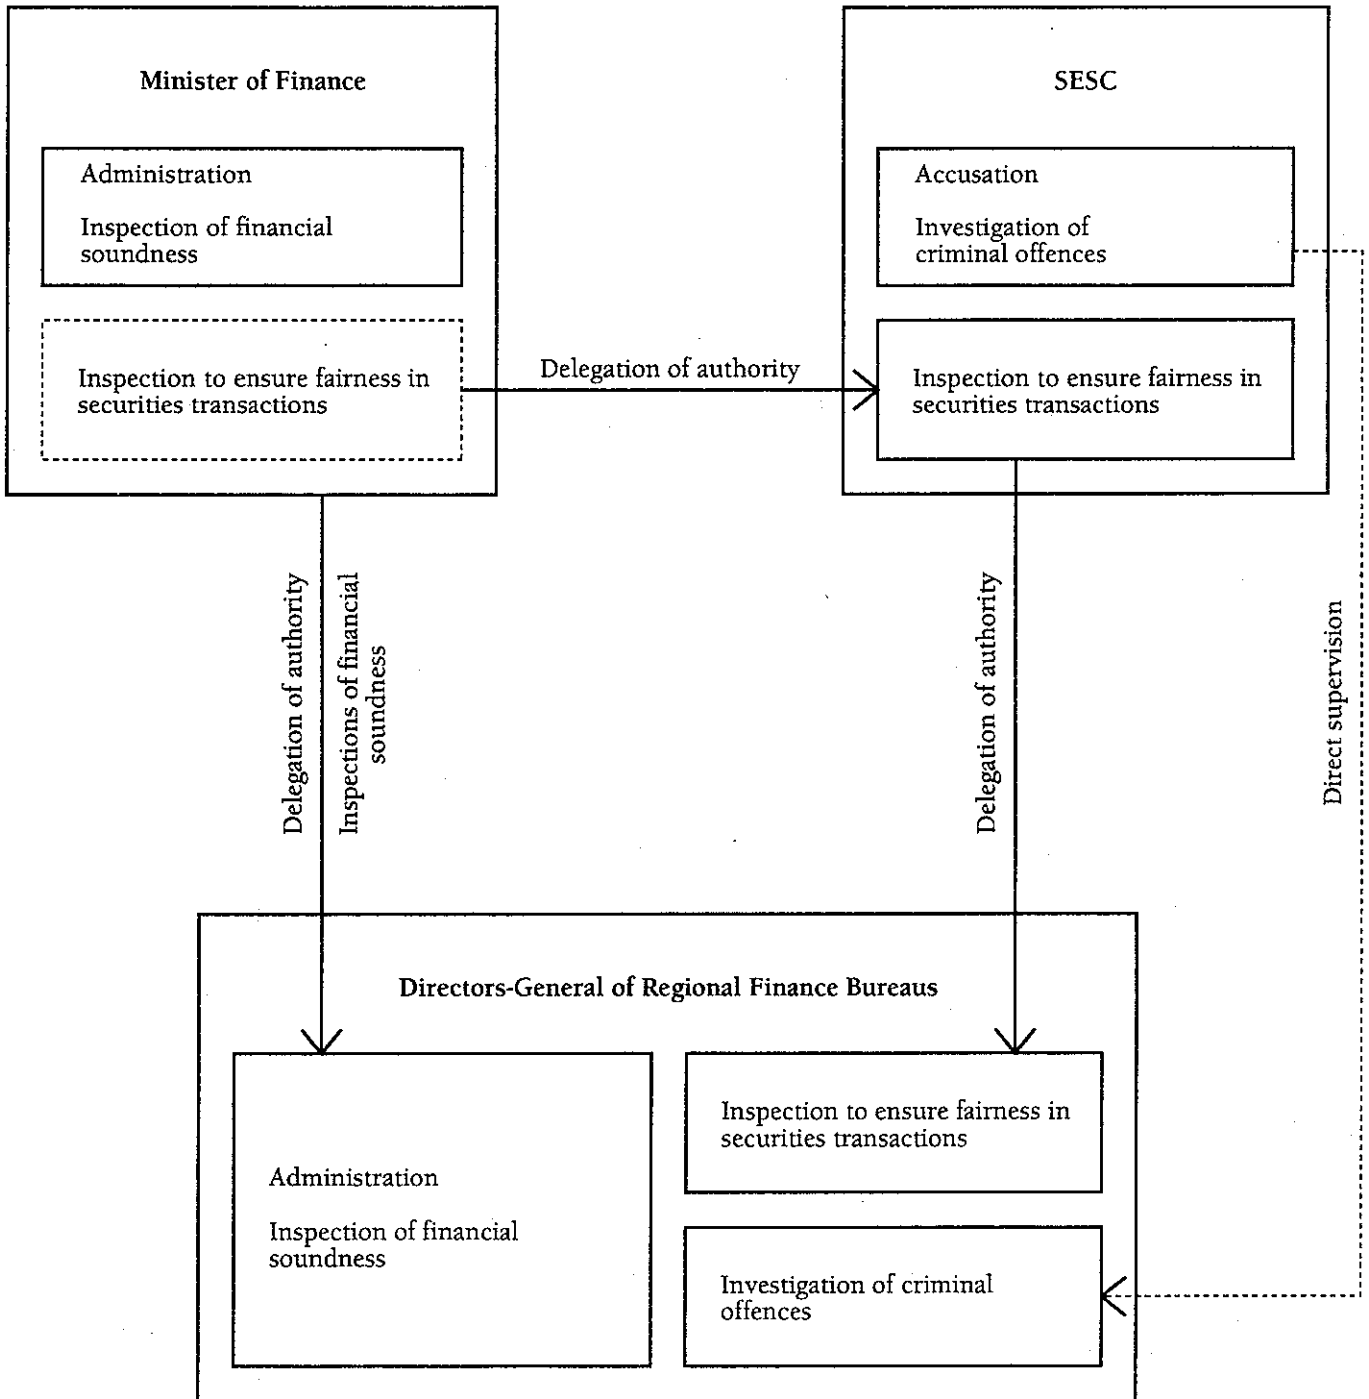 Minister of Finance
Administration
Inspection of financial
soundness
Inspection to ensure fairness in
securities transactions
Delegation of authority
SESC
Accusation
Investigation of
criminal offences
Inspection to ensure fairness in
securities transactions
Delegation of authority
Inspections of financial
soundness
Delegation of authority
Direct supervision
Directors-General of Regional Finance Bureaus
Administration
Inspection of financial
soundness
Inspection to ensure fairness in
securities transactions
Investigation of criminal
offences